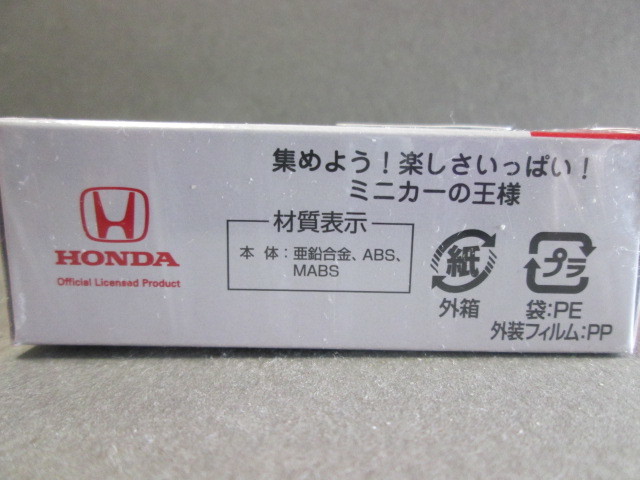 集めよう!楽しさいっぱい!
ミニカーの王様
HONDA
Official Licensed Product
材質表示
本体:亜鉛合金、ABS、
MABS
紙
外箱
プラ
袋:PE
外装フィルム:PP